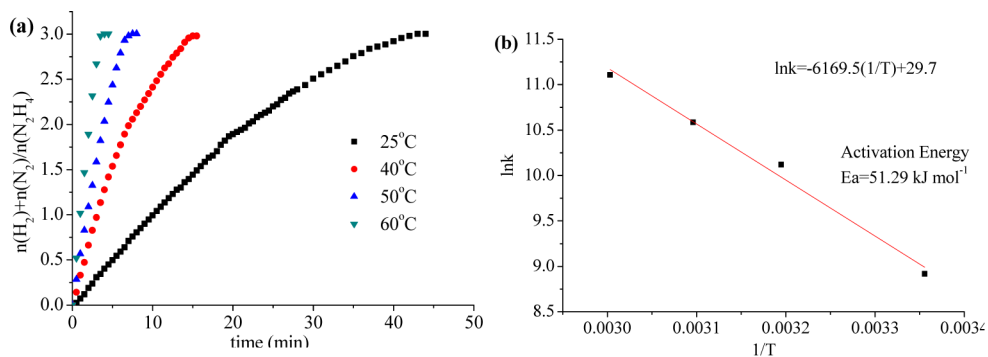 (a)
3.0
2.5
2.0
1.5
1.0
0.5
0.0
n(H2)+n(N2)/n(N2H4)
25°C
40°C
50°C
60°C
0 10 20 30 40 50
time (min)
(b)
11.5
11.0
10.5
10.0
9.5
9.0
8.5
lnk
lnk=-6169.5(1/T)+29.7
Activation Energy
Ea=51.29 kJ mol-1
0.0030 0.0031 0.0032 0.0033 0.0034
1/T